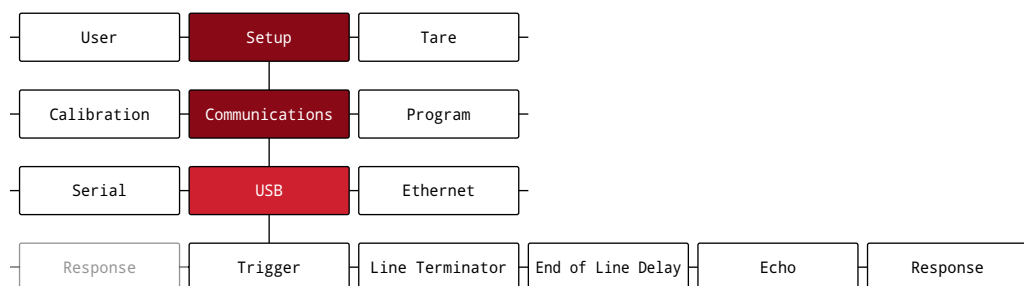 User Setup Tare
Calibration Communications Program
Serial USB Ethernet
Response Trigger Line Terminator End of Line Delay Echo Response